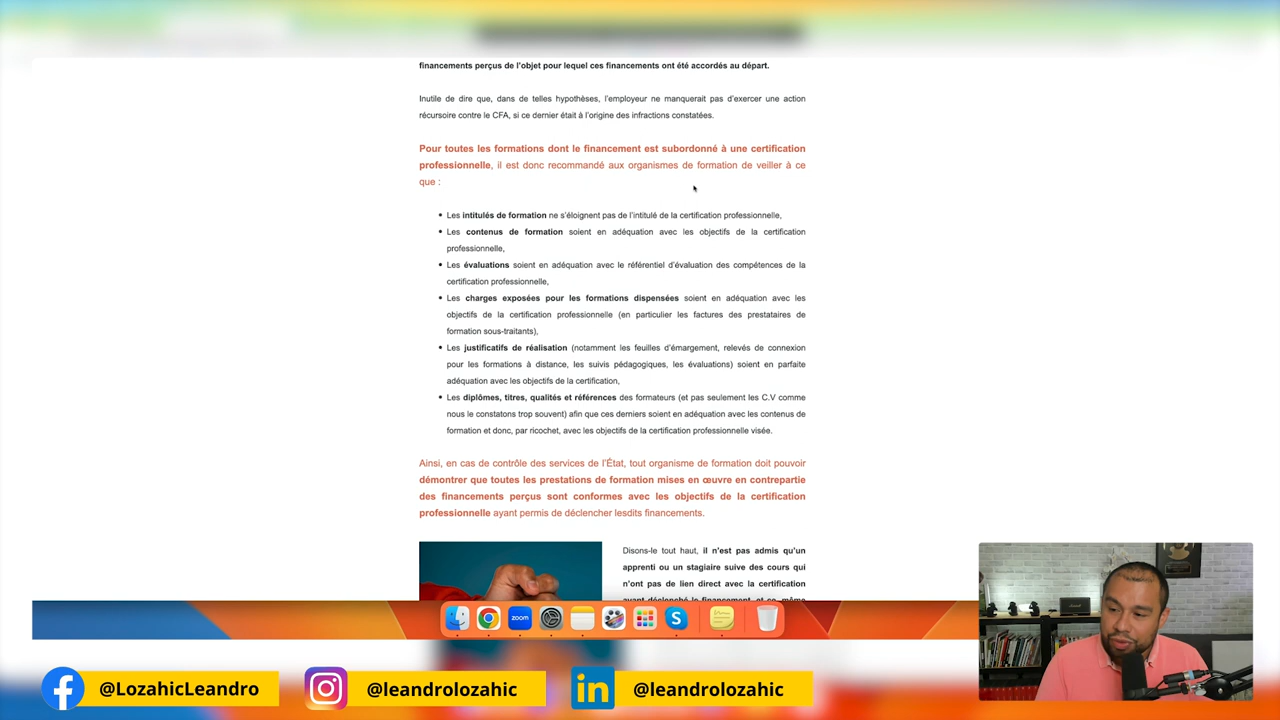 financements perçus de l'objet pour lequel ces financements ont été accordés au départ.
Inutile de dire que, dans de telles hypothèses, l'employeur ne manquerait pas d'exercer une action
récursoire contre le CFA, si ce dernier était à l'origine des infractions constatées.
Pour toutes les formations dont le financement est subordonné à une certification
professionnelle, il est donc recommandé aux organismes de formation de veiller à ce
que :
• Les intitulés de formation ne s'éloignent pas de l'intitulé de la certification professionnelle,
• Les contenus de formation soient en adéquation avec les objectifs de la certification
professionnelle,
• Les évaluations soient en adéquation avec le référentiel d'évaluation des compétences de la
certification professionnelle,
• Les charges exposées pour les formations dispensées soient en adéquation avec les
objectifs de la certification professionnelle (en particulier les factures des prestataires de
formation sous-traitants),
• Les justificatifs de réalisation (notamment les feuilles d'émargement, relevés de connexion
pour les formations à distance, les suivis pédagogiques, les évaluations) soient en parfaite
adéquation avec les objectifs de la certification,
• Les diplômes, titres, qualités et références des formateurs (et pas seulement les C.V comme
nous le constatons trop souvent) afin que ces derniers soient en adéquation avec les contenus de
formation et donc, par ricochet, avec les objectifs de la certification professionnelle visée.
Ainsi, en cas de contrôle des services de l'État, tout organisme de formation doit pouvoir
démontrer que toutes les prestations de formation mises en œuvre en contrepartie
des financements perçus sont conformes avec les objectifs de la certification
professionnelle ayant permis de déclencher lesdits financements.
Disons-le tout haut, il n'est pas admis qu'un
apprenti ou un stagiaire suive des cours qui
n'ont pas de lien direct avec la certification
ayant déclenché le financement, et ce, même
zoom
@LozahicLeandro
@leandrolozahic
@leandrolozahic